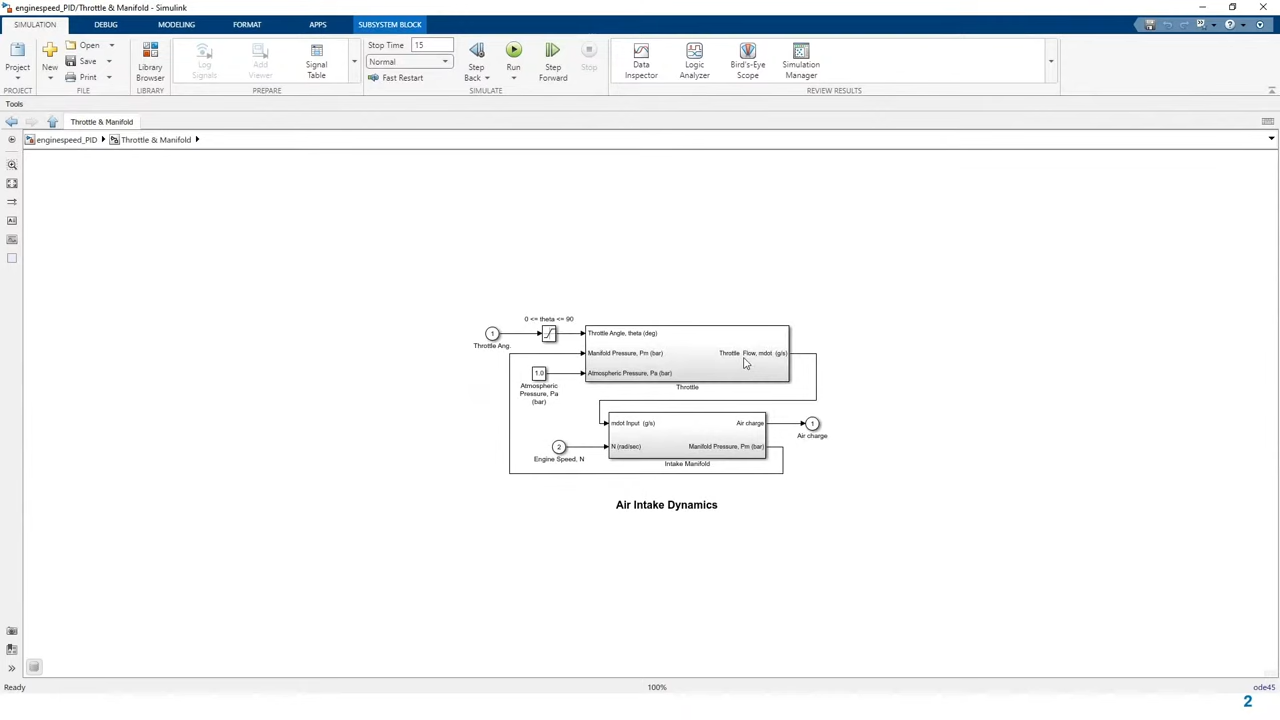 enginespeed_PID/Throttle & Manifold - Simulink
SIMULATION DEBUG MODELING FORMAT APPS SUBSYSTEM BLOCK
Project
New
Open
Save
Print
Library
Browser
Log
Signals
Add
Viewer
Signal
Table
Stop Time 15
Normal
Fast Restart
Step
Back
Run
Step
Forward
Stop
Data
Inspector
Logic
Analyzer
Bird's-Eye
Scope
Simulation
Manager
PROJECT FILE LIBRARY PREPARE SIMULATE REVIEW RESULTS
Tools
Throttle & Manifold
enginespeed_PID Throttle & Manifold
0 <= theta <= 90
1
Throttle Ang.
Throttle Angle, theta (deg)
Manifold Pressure, Pm (bar)
Throttle Flow, mdot (g/s)
1.0
Atmospheric Pressure, Pa (bar)
Atmospheric
Pressure, Pa
(bar)
Throttle
mdot Input (g/s)
Air charge
1
Air charge
2
Engine Speed, N
N (rad/sec)
Manifold Pressure, Pm (bar)
Intake Manifold
Air Intake Dynamics
Ready 100% ode45
2